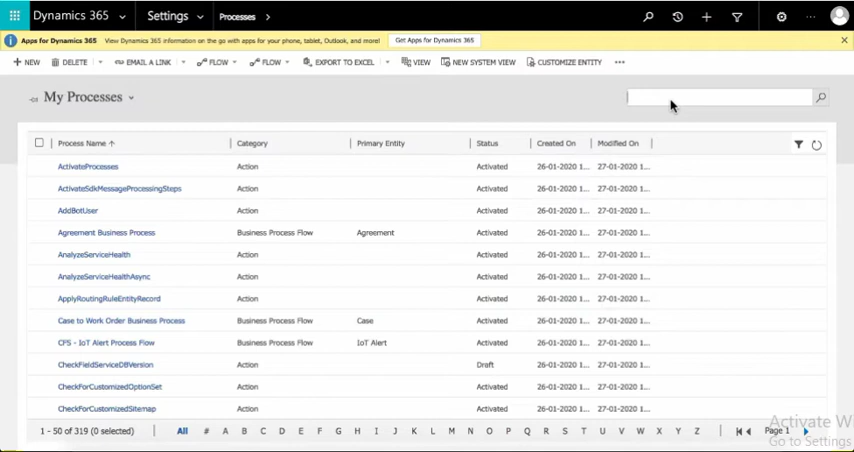 Dynamics 365 Settings Processes
Apps for Dynamics 365 View Dynamics 365 information on the go with apps for your phone, tablet, Outlook, and more! Get Apps for Dynamics 365 ×
+ NEW DELETE EMAIL A LINK FLOW FLOW EXPORT TO EXCEL VIEW NEW SYSTEM VIEW CUSTOMIZE ENTITY ...
My Processes
Process Name ↑ Category Primary Entity Status Created On Modified On
ActivateProcesses Action Activated 26-01-2020 1... 27-01-2020 1...
ActivateSdkMessageProcessingSteps Action Activated 26-01-2020 1... 27-01-2020 1...
AddBotUser Action Activated 26-01-2020 1... 27-01-2020 1...
Agreement Business Process Business Process Flow Agreement Activated 26-01-2020 1... 27-01-2020 1...
AnalyzeServiceHealth Action Activated 26-01-2020 1... 27-01-2020 1...
AnalyzeServiceHealthAsync Action Activated 26-01-2020 1... 27-01-2020 1...
ApplyRoutingRuleEntityRecord Action Activated 26-01-2020 1... 27-01-2020 1...
Case to Work Order Business Process Business Process Flow Case Activated 26-01-2020 1... 27-01-2020 1...
CFS - IoT Alert Process Flow Business Process Flow IoT Alert Activated 26-01-2020 1... 27-01-2020 1...
CheckFieldServiceDBVersion Action Draft 26-01-2020 1... 27-01-2020 1...
CheckForCustomizedOptionSet Action Activated 26-01-2020 1... 27-01-2020 1...
CheckForCustomizedSitemap Action Activated 26-01-2020 1... 27-01-2020 1...
1 - 50 of 319 (0 selected) All # A B C D E F G H I J K L M N O P Q R S T U V W X Y Z Page 1
Activate W
Go to Settings